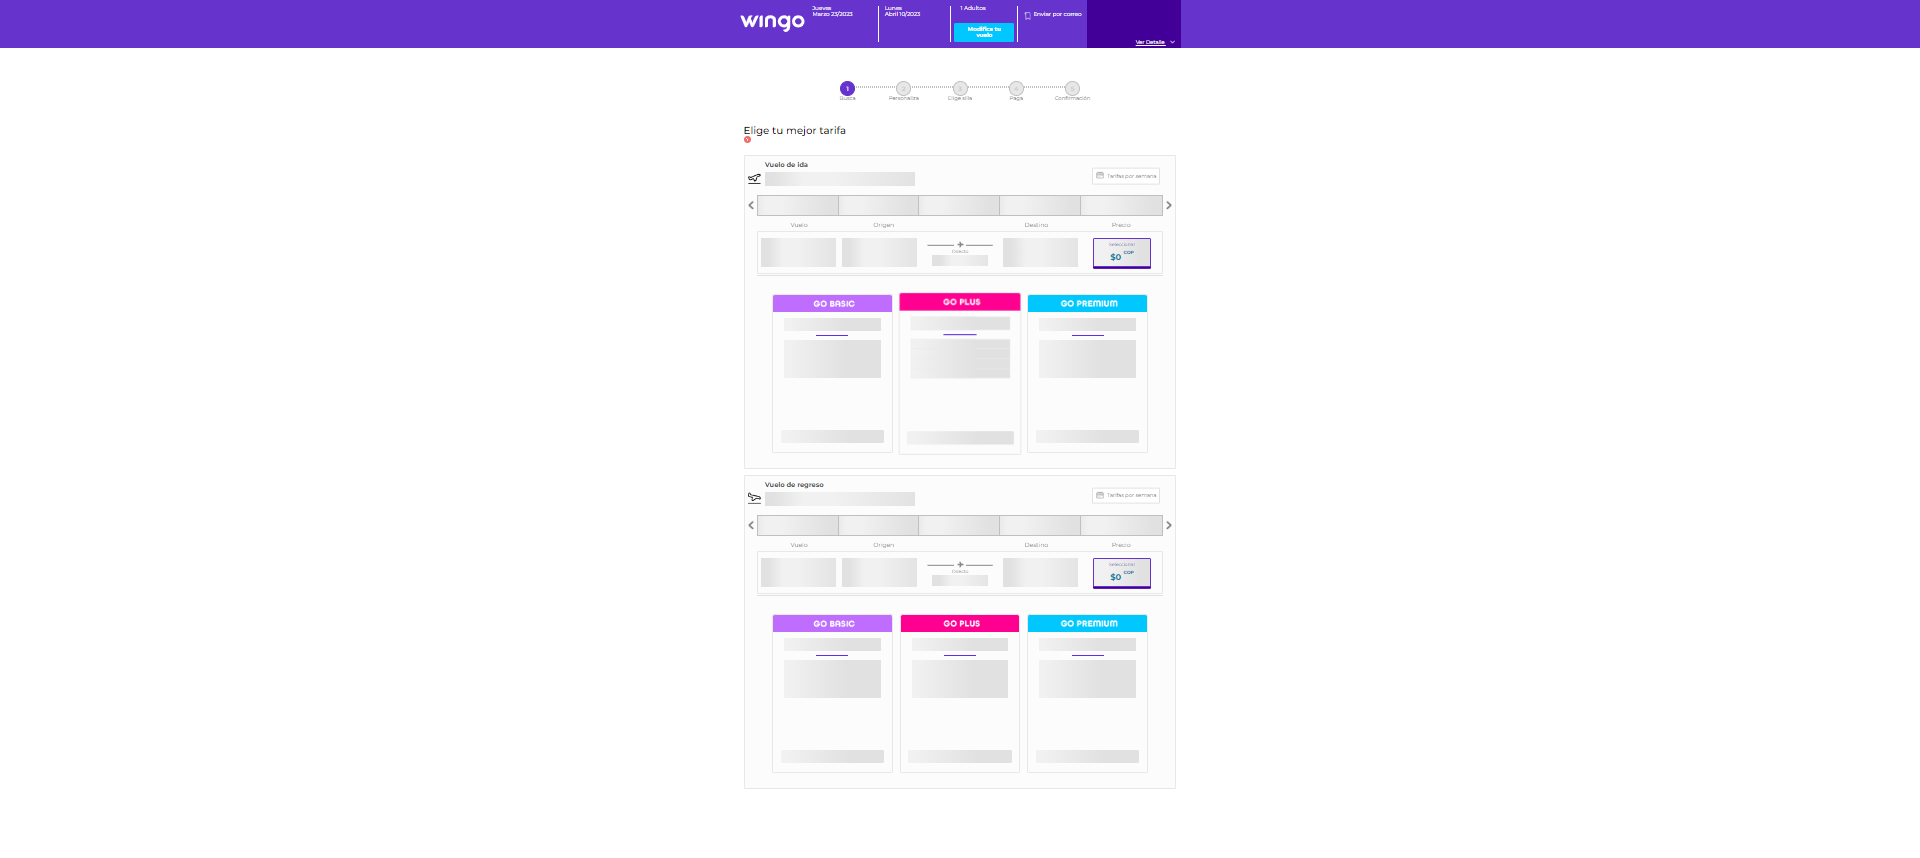 wingo
Jueves
Marzo 23/2023
Lunes
Abril 10/2023
1 Adultos
Modifica tu
vuelo
Enviar por correo
Ver Detalle
1
2
3
4
5
Busca
Personaliza
Elige silla
Paga
Confirmación
Elige tu mejor tarifa
Vuelo de ida
Tarifas por semana
Vuelo
Origen
Destino
Precio
Directo
Seleccionar
$0 COP
GO BASIC
GO PLUS
GO PREMIUM
Vuelo de regreso
Tarifas por semana
Vuelo
Origen
Destino
Precio
Directo
Seleccionar
$0 COP
GO BASIC
GO PLUS
GO PREMIUM